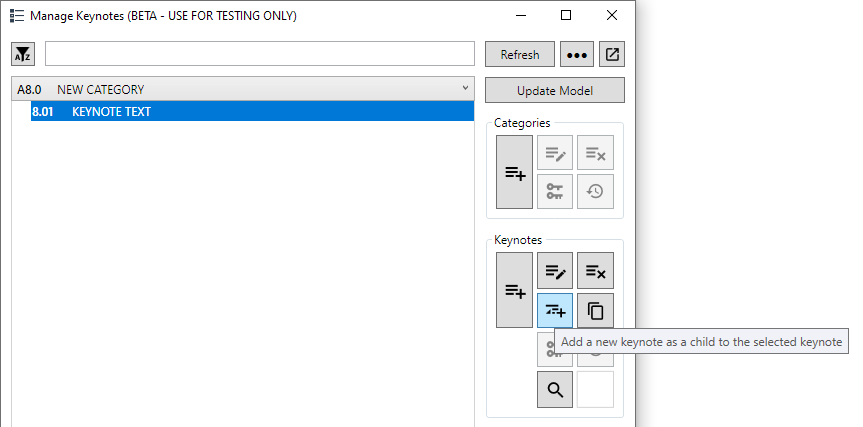 Manage Keynotes (BETA - USE FOR TESTING ONLY)
AZ
Refresh
A8.0 NEW CATEGORY
Update Model
8.01 KEYNOTE TEXT
Categories
Keynotes
Add a new keynote as a child to the selected keynote